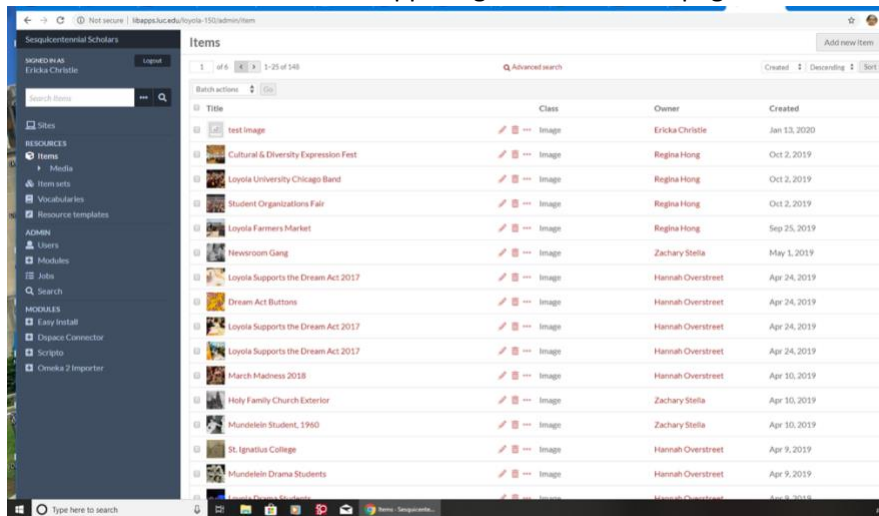 Not secure | libapps.luc.edu/loyola-150/admin/item
Sesquicentennial Scholars
SIGNED IN AS
Ericka Christie
Logout
Search items
Sites
RESOURCES
Items
Media
Item sets
Vocabularies
Resource templates
ADMIN
Users
Modules
Jobs
Search
MODULES
Easy Install
Dspace Connector
Scripto
Omeka 2 Importer
Items
Add new item
1 of 6 1–25 of 148
Advanced search
Created Descending Sort
Batch actions Go
Title Class Owner Created
test image Image Ericka Christie Jan 13, 2020
Cultural & Diversity Expression Fest Image Regina Hong Oct 2, 2019
Loyola University Chicago Band Image Regina Hong Oct 2, 2019
Student Organizations Fair Image Regina Hong Oct 2, 2019
Loyola Farmers Market Image Regina Hong Sep 25, 2019
Newsroom Gang Image Zachary Stella May 1, 2019
Loyola Supports the Dream Act 2017 Image Hannah Overstreet Apr 24, 2019
Dream Act Buttons Image Hannah Overstreet Apr 24, 2019
Loyola Supports the Dream Act 2017 Image Hannah Overstreet Apr 24, 2019
Loyola Supports the Dream Act 2017 Image Hannah Overstreet Apr 24, 2019
March Madness 2018 Image Hannah Overstreet Apr 10, 2019
Holy Family Church Exterior Image Zachary Stella Apr 10, 2019
Mundelein Student, 1960 Image Zachary Stella Apr 10, 2019
St. Ignatius College Image Hannah Overstreet Apr 9, 2019
Mundelein Drama Students Image Hannah Overstreet Apr 9, 2019
Loyola Drama Students Image Hannah Overstreet Apr 9, 2019
Type here to search
Items - Sesquicente...